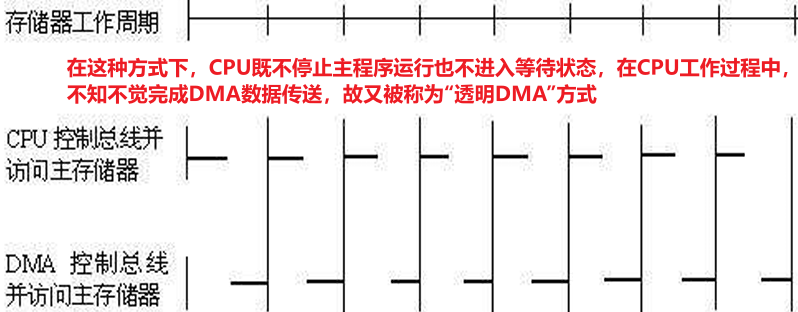 存储器工作周期
在这种方式下，CPU既不停止主程序运行也不进入等待状态，在CPU工作过程中，
不知不觉完成DMA数据传送，故又被称为“透明DMA”方式
CPU 控制总线并
访问主存储器
DMA 控制总线
并访问主存储器